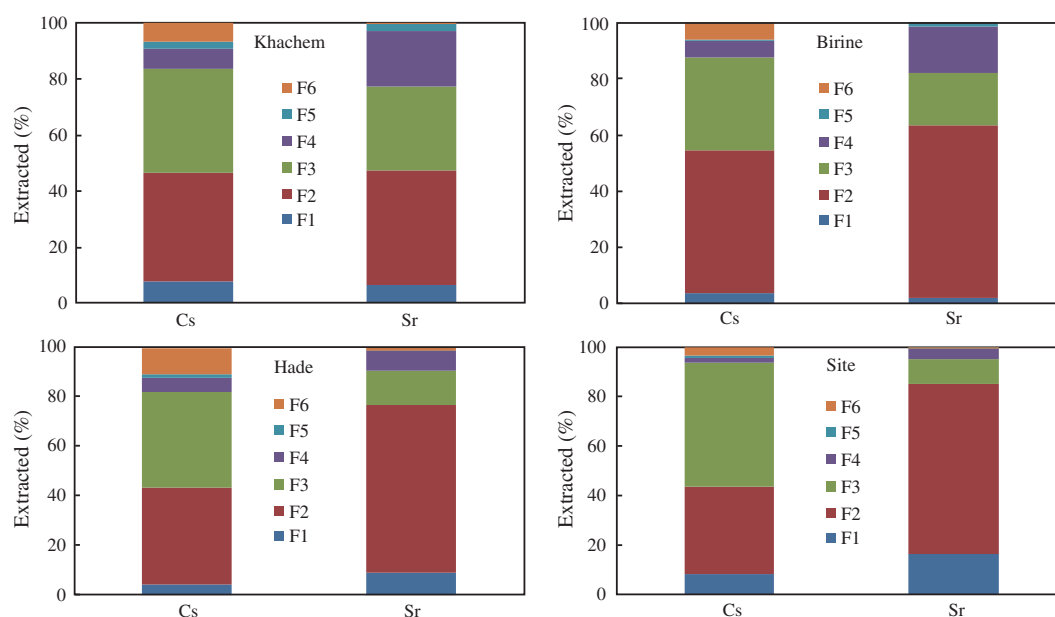 Extracted (%)
100
80
60
40
20
0
Khachem
F6
F5
F4
F3
F2
F1
Cs Sr
Extracted (%)
100
80
60
40
20
0
Birine
F6
F5
F4
F3
F2
F1
Cs Sr
Extracted (%)
100
80
60
40
20
0
Hade
F6
F5
F4
F3
F2
F1
Cs Sr
Extracted (%)
100
80
60
40
20
0
Site
F6
F5
F4
F3
F2
F1
Cs Sr